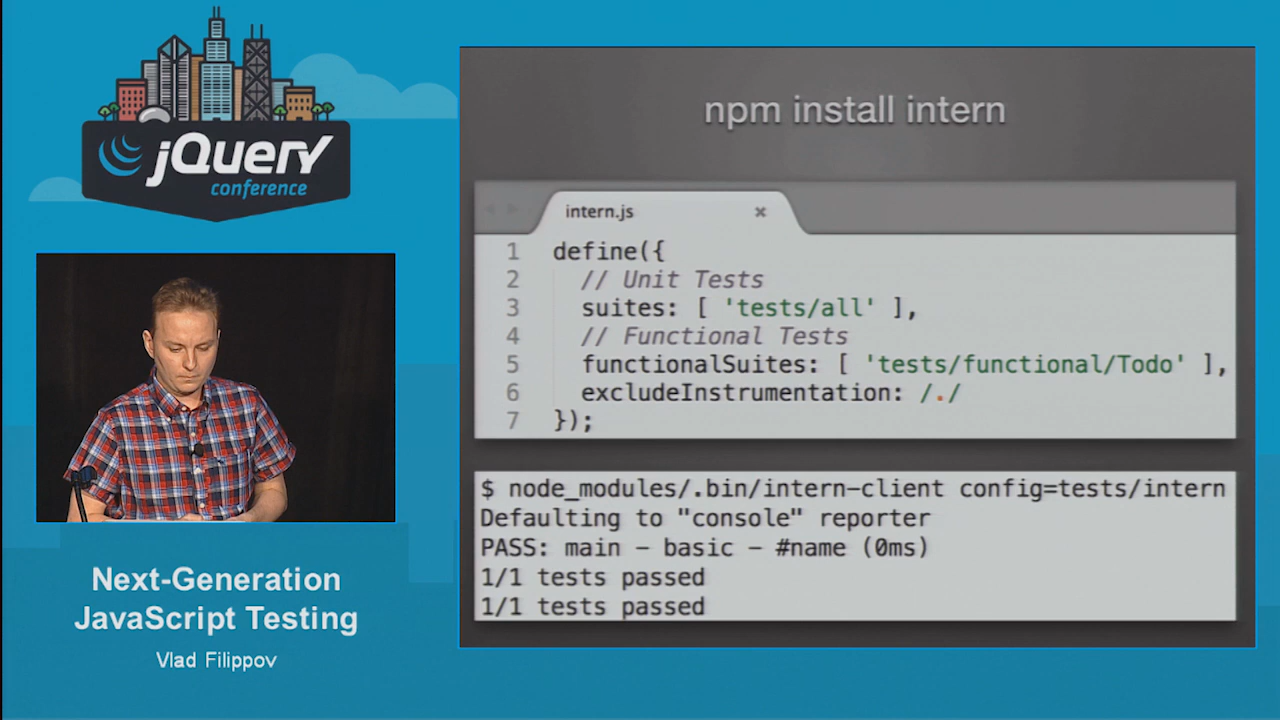 jQuery
conference
Next-Generation
JavaScript Testing
Vlad Filippov
npm install intern
intern.js
1 define({
2 // Unit Tests
3 suites: [ 'tests/all' ],
4 // Functional Tests
5 functionalSuites: [ 'tests/functional/Todo' ],
6 excludeInstrumentation: /./
7 });
$ node_modules/.bin/intern-client config=tests/intern
Defaulting to "console" reporter
PASS: main - basic - #name (0ms)
1/1 tests passed
1/1 tests passed